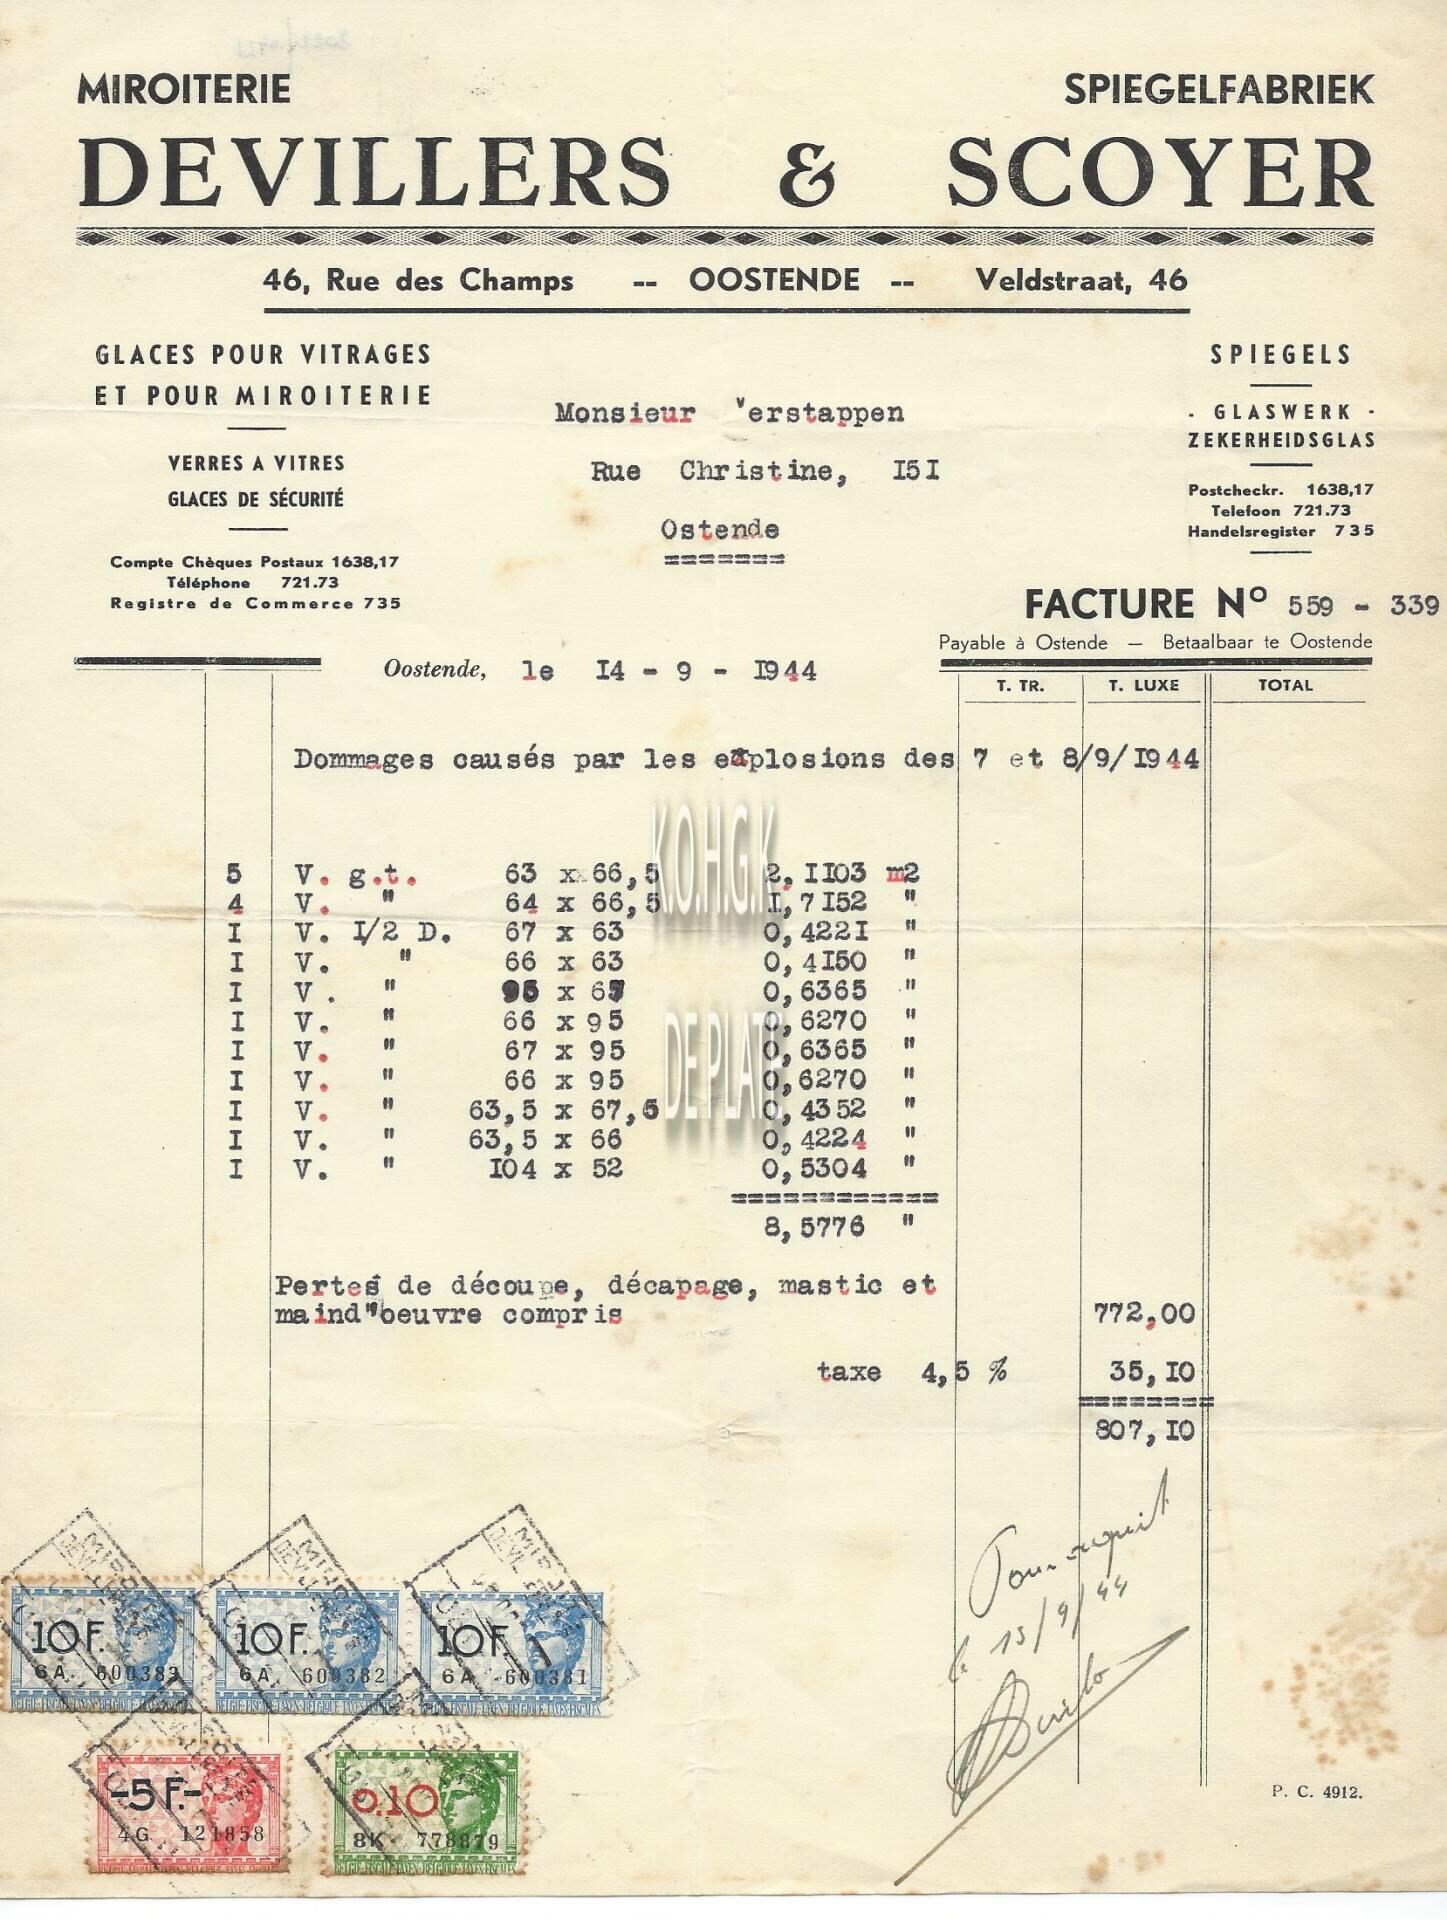 MIROITERIE SPIEGELFABRIEK
DEVILLERS & SCOYER
46, Rue des Champs -- OOSTENDE -- Veldstraat, 46
GLACES POUR VITRAGES
ET POUR MIROITERIE
VERRES A VITRES
GLACES DE SÉCURITÉ
Compte Chèques Postaux 1638,17
Téléphone 721.73
Registre de Commerce 735
Monsieur Verstappen
Rue Christine, I5I
Ostende
=======
SPIEGELS
- GLASWERK -
ZEKERHEIDSGLAS
Postcheckr. 1638,17
Telefoon 721.73
Handelsregister 735
FACTURE Nº 559 - 339
Payable à Ostende — Betaalbaar te Oostende
Oostende, le I4 - 9 - I944
T. TR. T. LUXE TOTAL
Dommages causés par les explosions des 7 et 8/9/I944
5 V. g.t. 63 x 66,5 2,II03 m2
4 V. " 64 x 66,5 I,7I52 "
I V. I/2 D. 67 x 63 0,422I "
I V. " 66 x 63 0,4I50 "
I V. " 95 x 67 0,6365 "
I V. " 66 x 95 0,6270 "
I V. " 67 x 95 0,6365 "
I V. " 66 x 95 0,6270 "
I V. " 63,5 x 67,5 0,4352 "
I V. " 63,5 x 66 0,4224 "
I V. " I04 x 52 0,5304 "
============
8,5776 "
K.O.H.G.K
DE PLATE
Pertes de découpe, décapage, mastic et
maind"oeuvre compris 772,00
taxe 4,5 % 35,I0
========
807,I0
Pour acquit
le 15/9/44
10F. 10F. 10F.
6A. 600383 6A 600382 6A 600381
BELGIE-FISCALE-TAXES-BELGIQUE-TAXES-FISCALES
-5F.- 0.10
4G 121858 8K 778879
P. C. 4912.